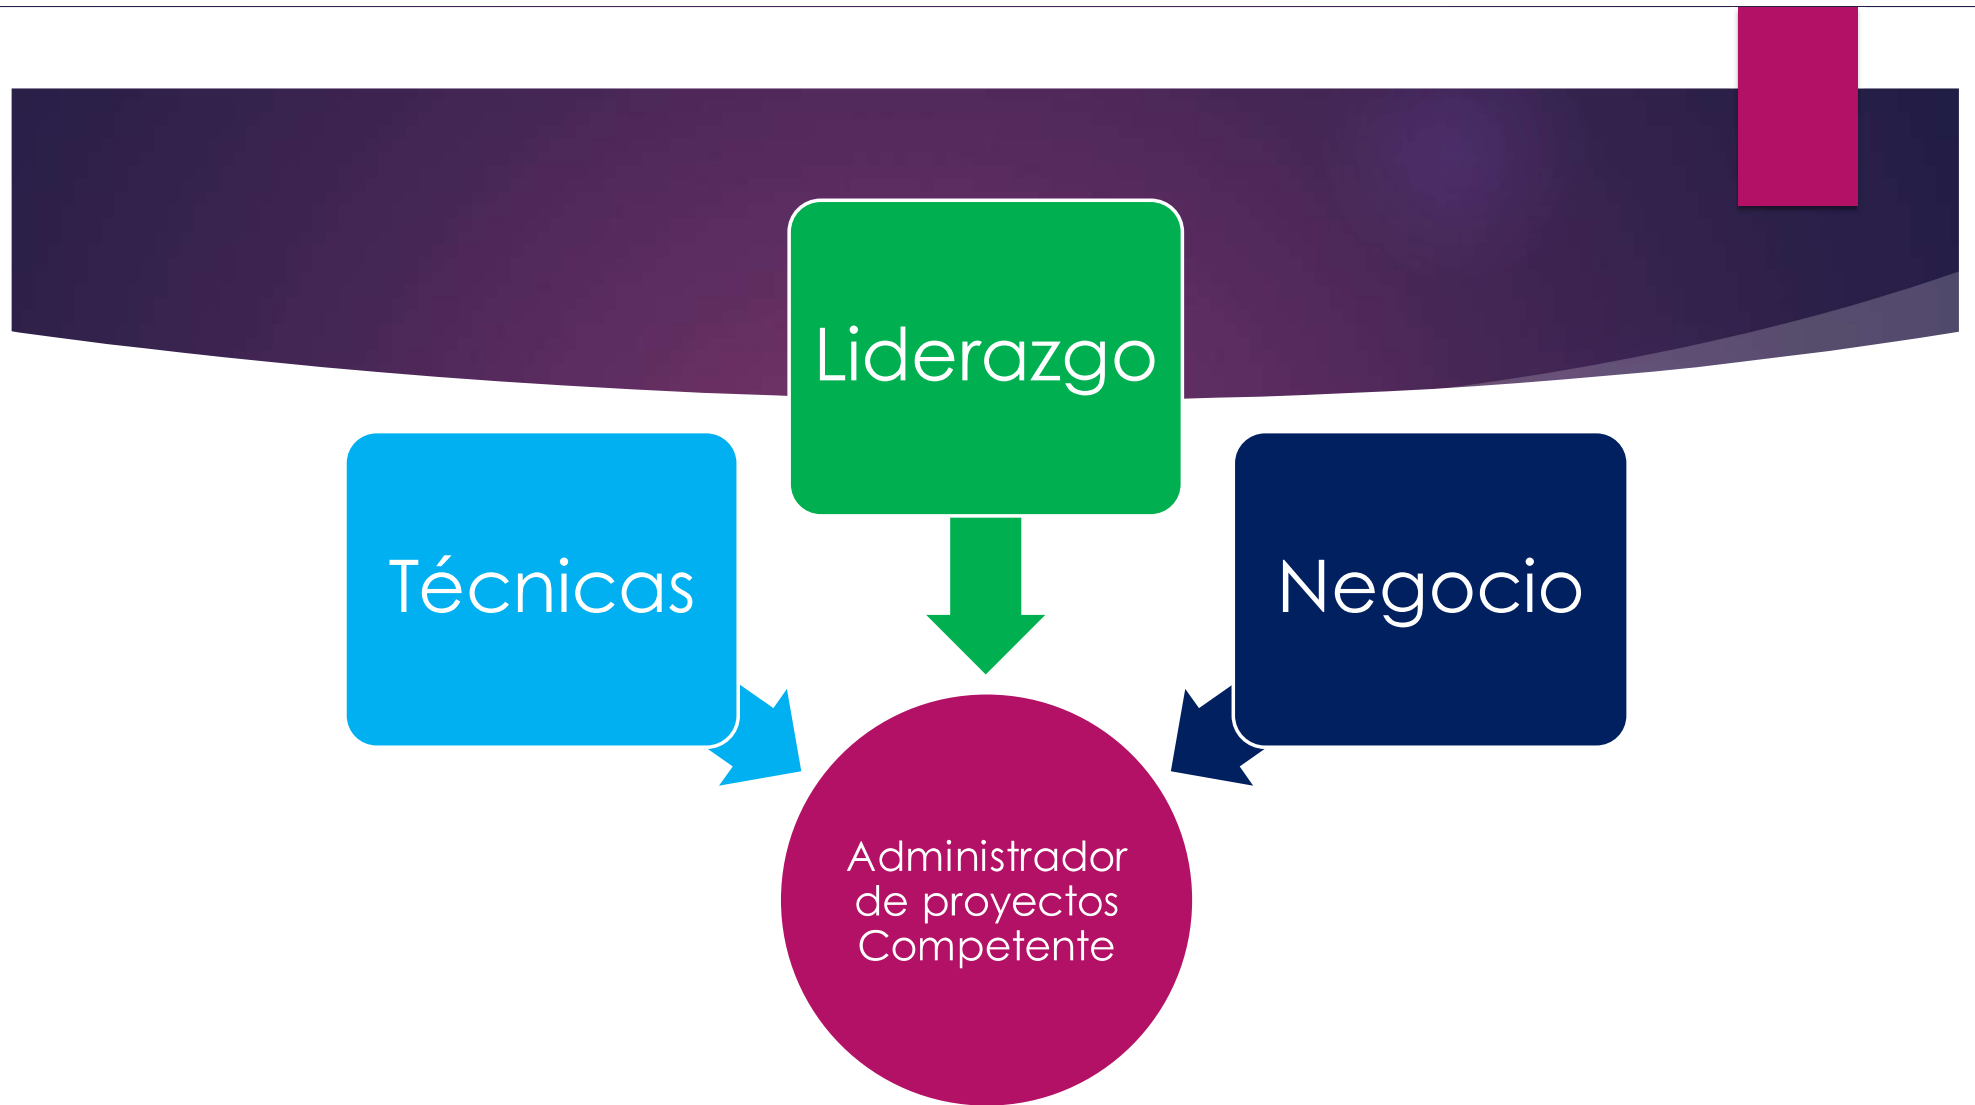 Liderazgo
Técnicas
Negocio
Administrador
de proyectos
Competente